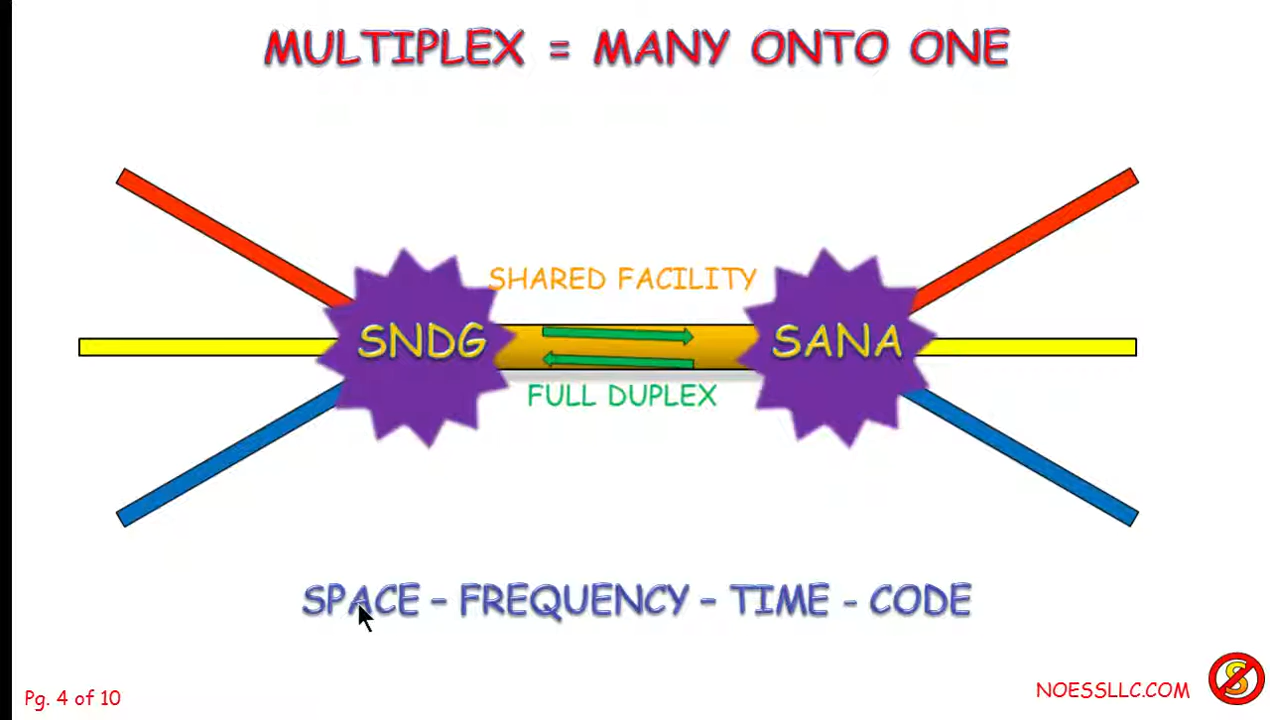 MULTIPLEX = MANY ONTO ONE
SHARED FACILITY
SNDG
SANA
FULL DUPLEX
SPACE – FREQUENCY – TIME - CODE
Pg. 4 of 10
NOESSLLC.COM
S